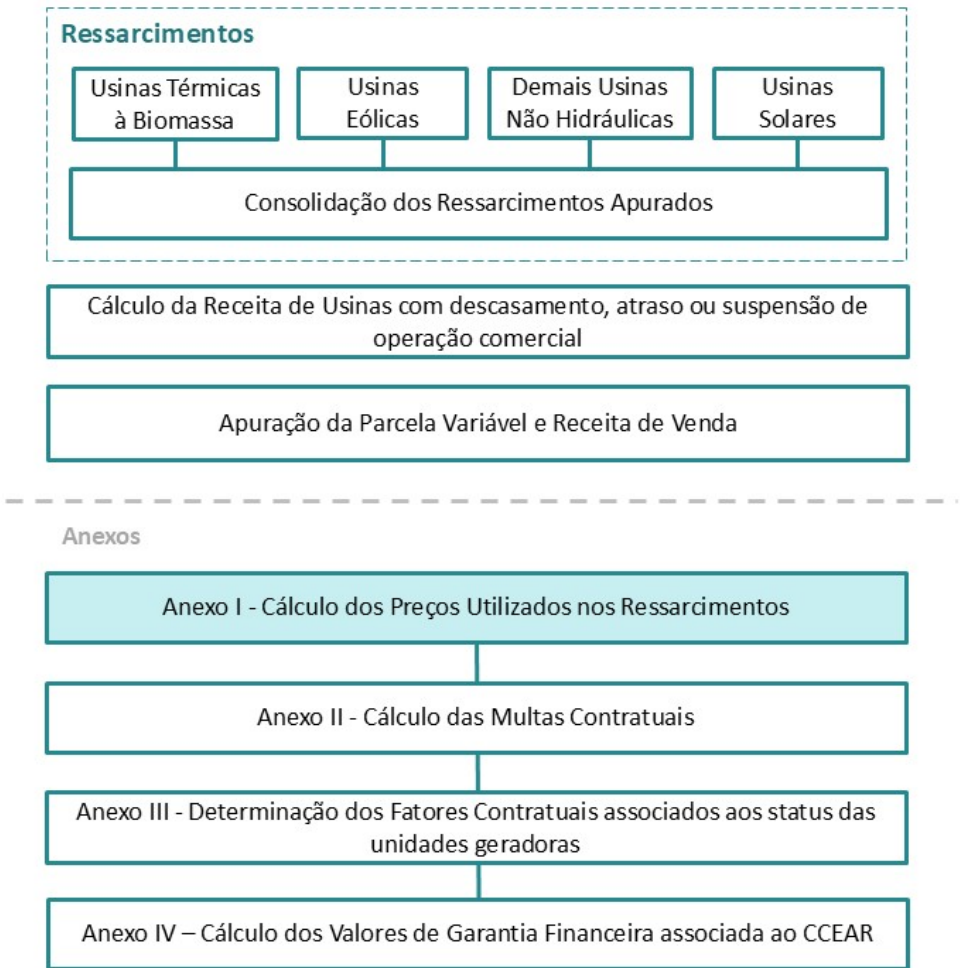 Ressarcimentos
Usinas Térmicas
à Biomassa
Usinas
Eólicas
Demais Usinas
Não Hidráulicas
Usinas
Solares
Consolidação dos Ressarcimentos Apurados
Cálculo da Receita de Usinas com descasamento, atraso ou suspensão de
operação comercial
Apuração da Parcela Variável e Receita de Venda
Anexos
Anexo I - Cálculo dos Preços Utilizados nos Ressarcimentos
Anexo II - Cálculo das Multas Contratuais
Anexo III - Determinação dos Fatores Contratuais associados aos status das
unidades geradoras
Anexo IV – Cálculo dos Valores de Garantia Financeira associada ao CCEAR